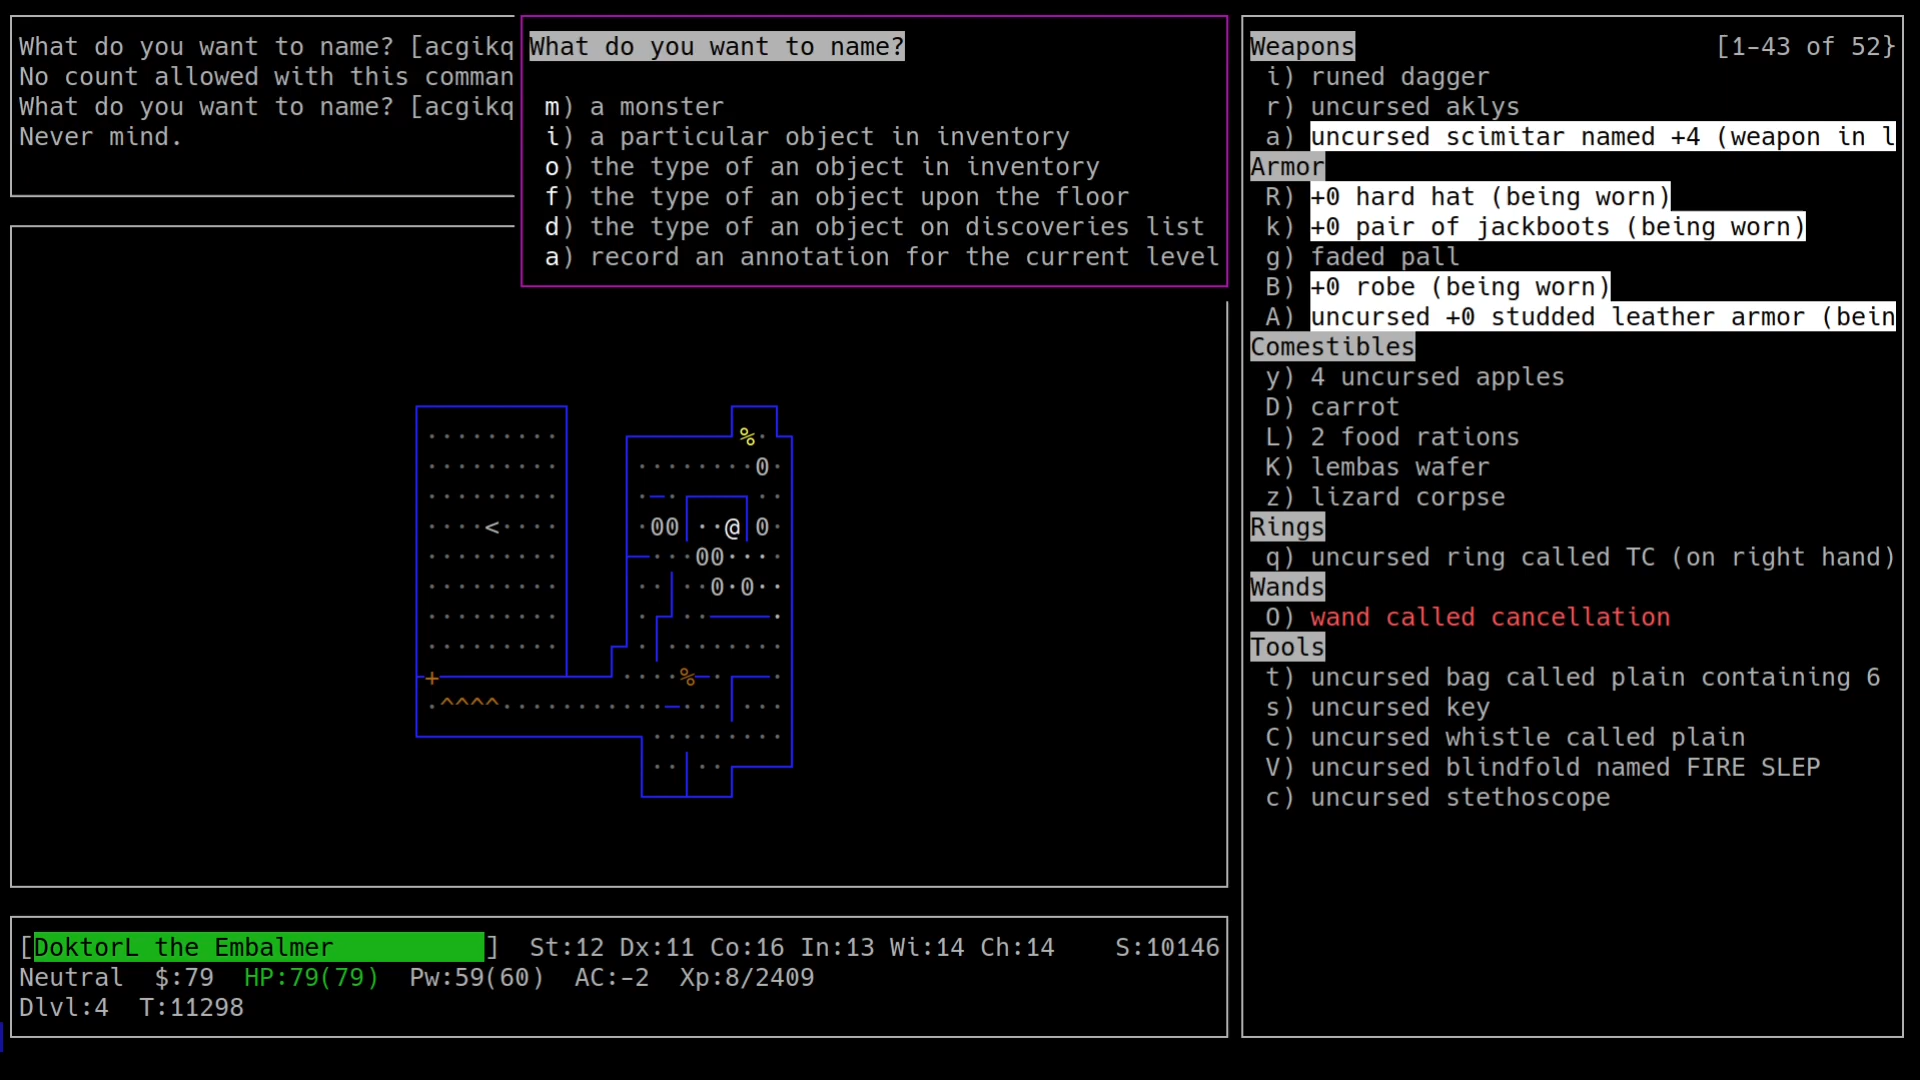 What do you want to name? [acgikq
No count allowed with this comman
What do you want to name? [acgikq
Never mind.
What do you want to name?
m) a monster
i) a particular object in inventory
o) the type of an object in inventory
f) the type of an object upon the floor
d) the type of an object on discoveries list
a) record an annotation for the current level
·········   %·
·········   ········0·
·········   ·–·   ··
····<····   ·00 ··@ 0·
·········   –···00····
·········   ·· ··0·0··
·········   · ··–·
·········   · ········
+   ····%–· –·
·^^^^···········–··· ···
·········
·· ··
[DoktorL the Embalmer          ]  St:12 Dx:11 Co:16 In:13 Wi:14 Ch:14    S:10146
Neutral  $:79  HP:79(79)  Pw:59(60)  AC:-2  Xp:8/2409
Dlvl:4  T:11298
Weapons [1-43 of 52}
i) runed dagger
r) uncursed aklys
a) uncursed scimitar named +4 (weapon in l
Armor
R) +0 hard hat (being worn)
k) +0 pair of jackboots (being worn)
g) faded pall
B) +0 robe (being worn)
A) uncursed +0 studded leather armor (bein
Comestibles
y) 4 uncursed apples
D) carrot
L) 2 food rations
K) lembas wafer
z) lizard corpse
Rings
q) uncursed ring called TC (on right hand)
Wands
O) wand called cancellation
Tools
t) uncursed bag called plain containing 6
s) uncursed key
C) uncursed whistle called plain
V) uncursed blindfold named FIRE SLEP
c) uncursed stethoscope